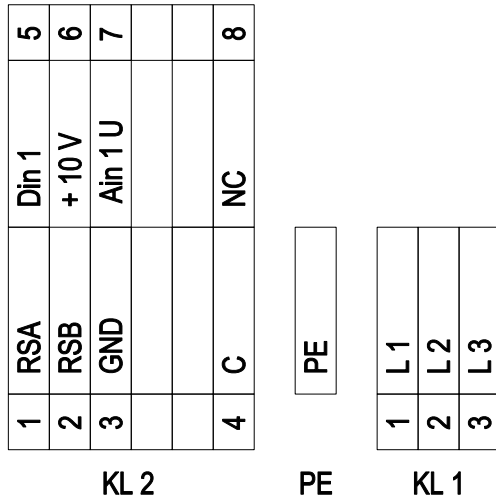 5 6 7 8
Din 1
+ 10 V
Ain 1 U
NC
RSA
RSB
GND
C
1 2 3 4
PE
L 1
L 2
L 3
1 2 3
KL 2
PE
KL 1